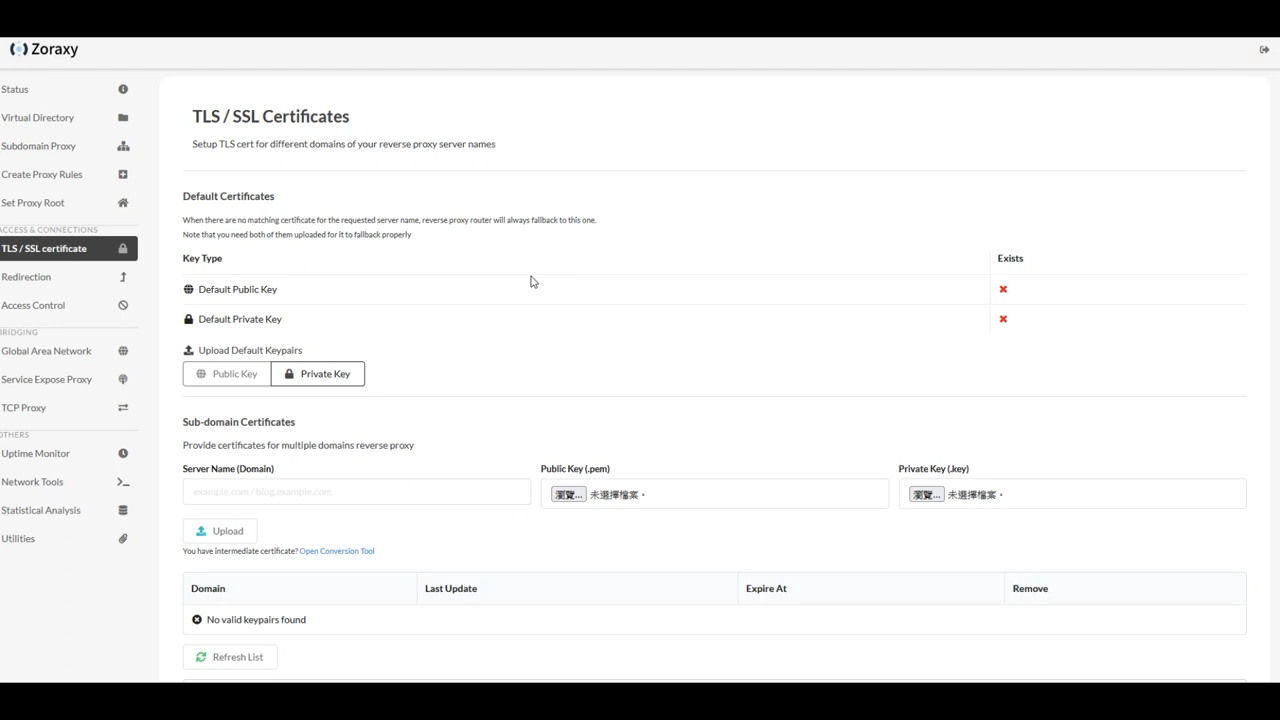 Zoraxy
Status
Virtual Directory
Subdomain Proxy
Create Proxy Rules
Set Proxy Root
ACCESS & CONNECTIONS
TLS / SSL certificate
Redirection
Access Control
BRIDGING
Global Area Network
Service Expose Proxy
TCP Proxy
OTHERS
Uptime Monitor
Network Tools
Statistical Analysis
Utilities
TLS / SSL Certificates
Setup TLS cert for different domains of your reverse proxy server names
Default Certificates
When there are no matching certificate for the requested server name, reverse proxy router will always fallback to this one.
Note that you need both of them uploaded for it to fallback properly
Key Type Exists
Default Public Key
Default Private Key
Upload Default Keypairs
Public Key Private Key
Sub-domain Certificates
Provide certificates for multiple domains reverse proxy
Server Name (Domain) Public Key (.pem) Private Key (.key)
example.com / blog.example.com 瀏覽... 未選擇檔案。 瀏覽... 未選擇檔案。
Upload
You have intermediate certificate? Open Conversion Tool
Domain Last Update Expire At Remove
No valid keypairs found
Refresh List